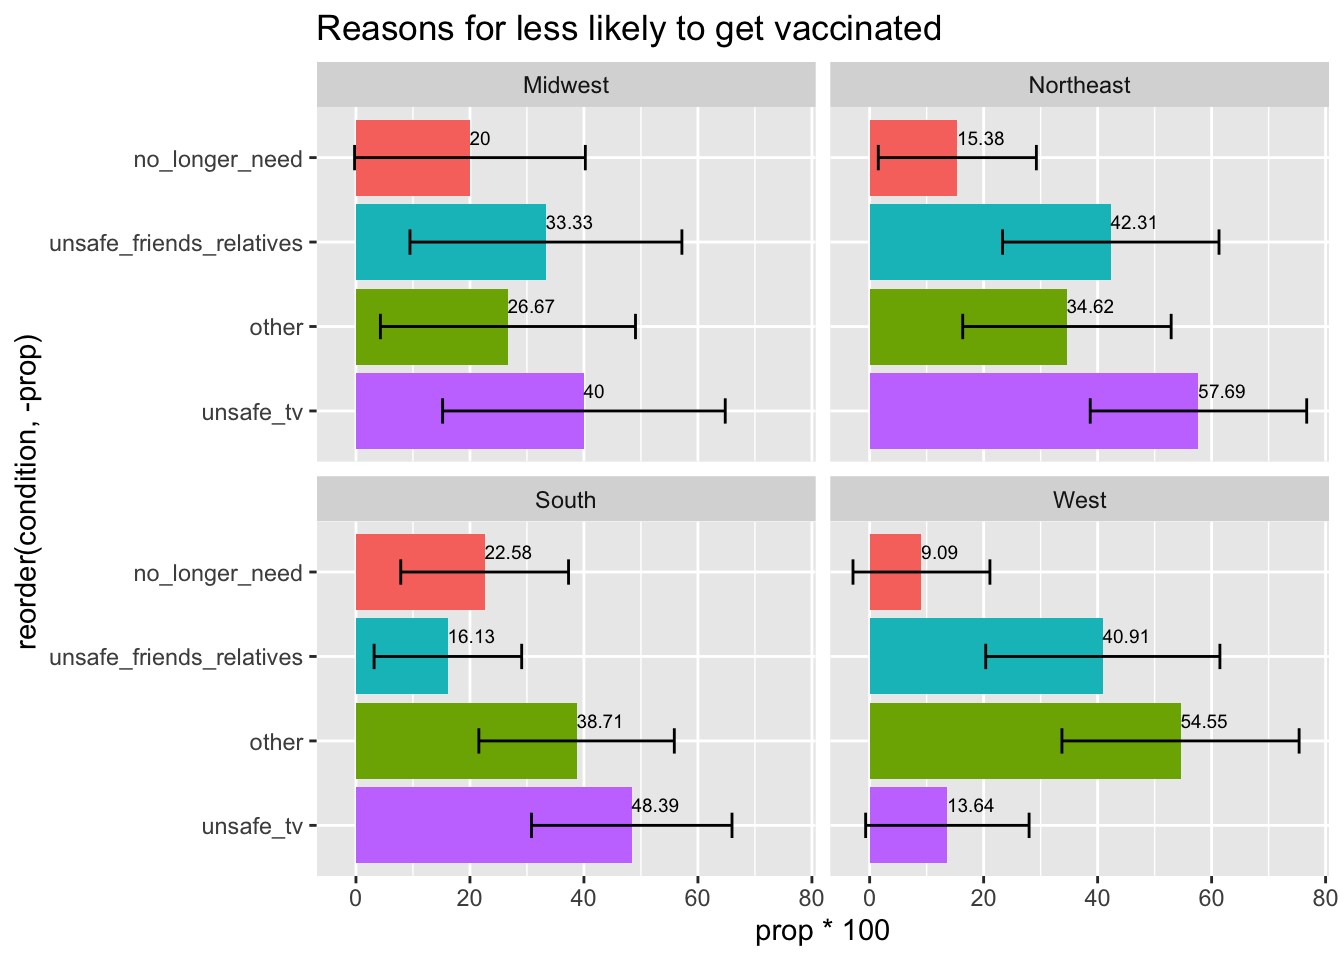 Reasons for less likely to get vaccinated
Midwest
Northeast
no_longer_need
20
15.38
unsafe_friends_relatives
33.33
42.31
other
26.67
34.62
unsafe_tv
40
57.69
South
West
no_longer_need
22.58
9.09
unsafe_friends_relatives
16.13
40.91
other
38.71
54.55
unsafe_tv
48.39
13.64
0 20 40 60 80
0 20 40 60 80
prop * 100
reorder(condition, -prop)